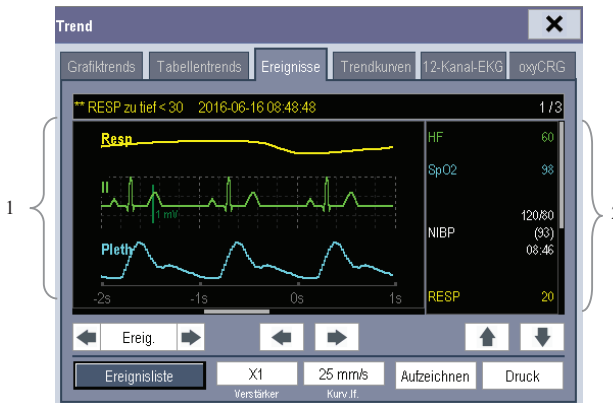 Trend
Grafiktrends Tabellentrends Ereignisse Trendkurven 12-Kanal-EKG oxyCRG
** RESP zu tief < 30 2016-06-16 08:48:48 1/3
Resp
HF 60
SpO2 98
II
1 mV
120/80
NIBP (93)
08:46
Pleth
-2s -1s 0s 1s
RESP 20
1
Ereig.
Ereignisliste X1 25 mm/s Aufzeichnen Druck
Verstärker Kurv.lf.